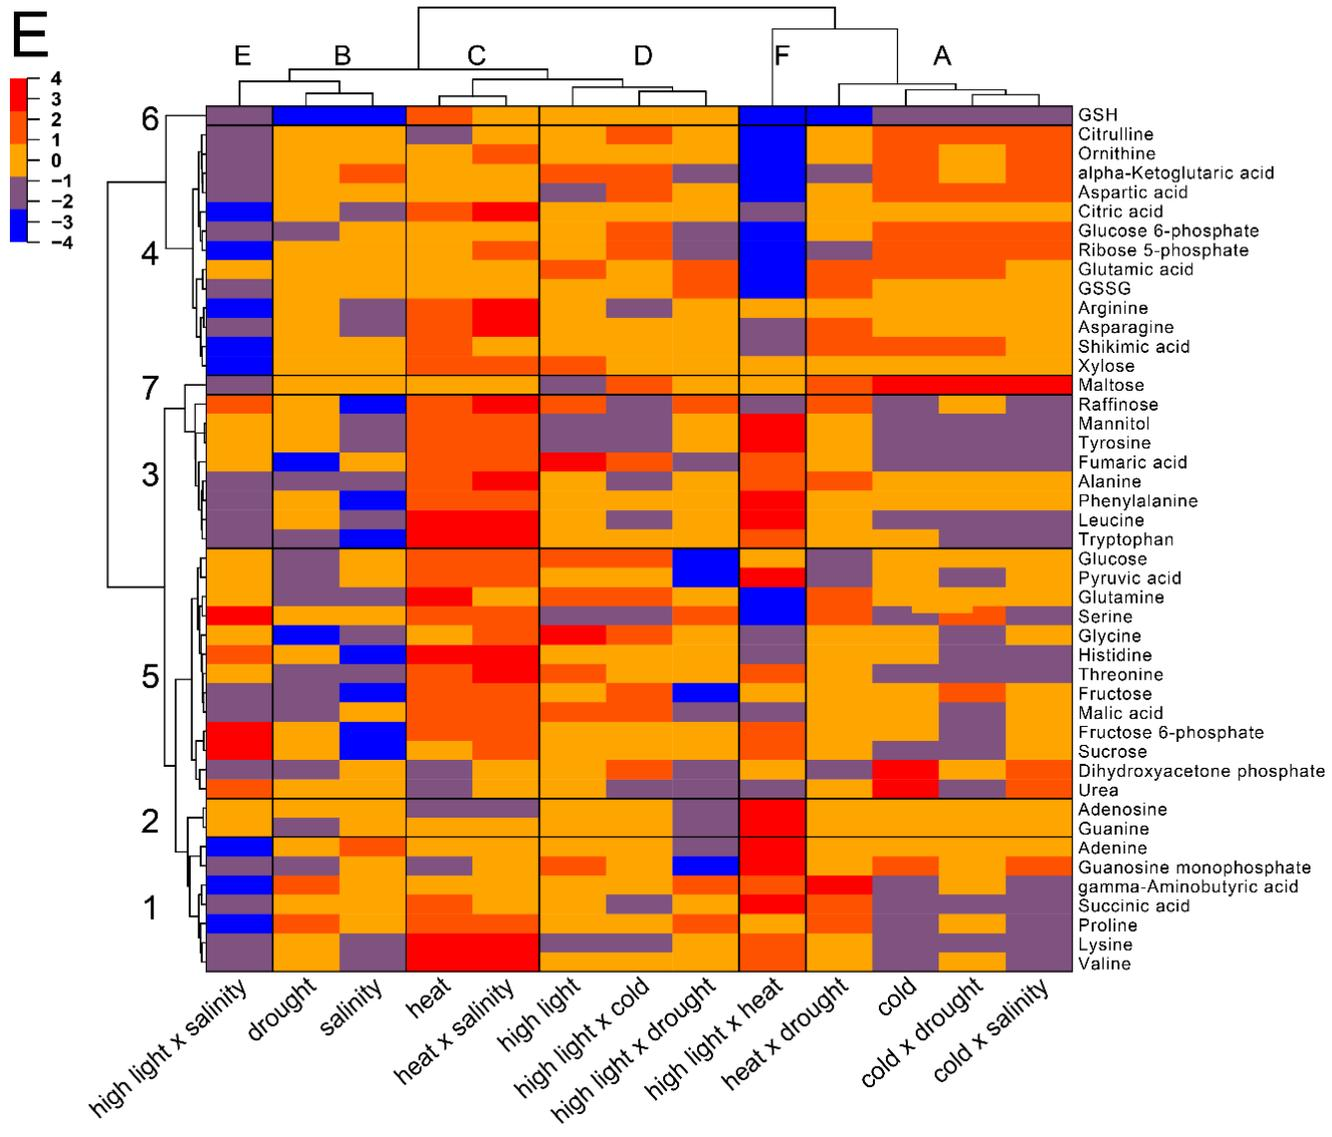 E
E B C D F A
4
3
2
1
0
−1
−2
−3
−4
6
4
7
3
5
2
1
GSH
Citrulline
Ornithine
alpha-Ketoglutaric acid
Aspartic acid
Citric acid
Glucose 6-phosphate
Ribose 5-phosphate
Glutamic acid
GSSG
Arginine
Asparagine
Shikimic acid
Xylose
Maltose
Raffinose
Mannitol
Tyrosine
Fumaric acid
Alanine
Phenylalanine
Leucine
Tryptophan
Glucose
Pyruvic acid
Glutamine
Serine
Glycine
Histidine
Threonine
Fructose
Malic acid
Fructose 6-phosphate
Sucrose
Dihydroxyacetone phosphate
Urea
Adenosine
Guanine
Adenine
Guanosine monophosphate
gamma-Aminobutyric acid
Succinic acid
Proline
Lysine
Valine
high light x salinity
drought
salinity
heat
heat x salinity
high light
high light x cold
high light x drought
high light x heat
heat x drought
cold
cold x drought
cold x salinity